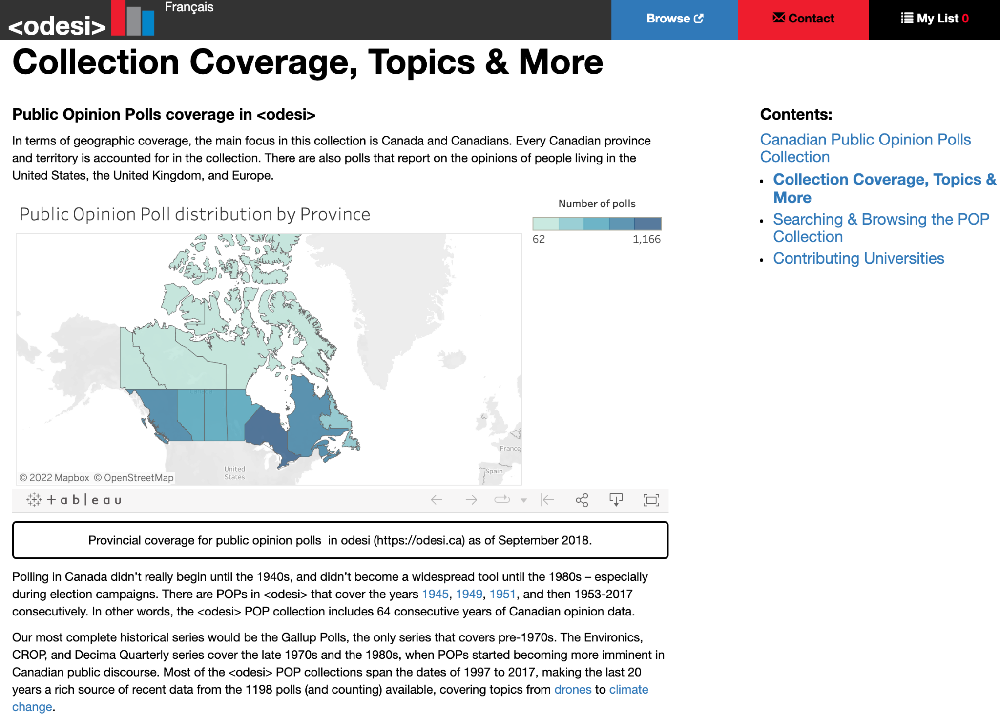 <odesi>
Français
Browse
Contact
My List 0
Collection Coverage, Topics & More
Public Opinion Polls coverage in <odesi>
In terms of geographic coverage, the main focus in this collection is Canada and Canadians. Every Canadian province
and territory is accounted for in the collection. There are also polls that report on the opinions of people living in the
United States, the United Kingdom, and Europe.
Public Opinion Poll distribution by Province
Number of polls
62 1,166
Canada
United
States
France
Spain
© 2022 Mapbox © OpenStreetMap
+ableau
Provincial coverage for public opinion polls  in odesi (https://odesi.ca) as of September 2018.
Polling in Canada didn’t really begin until the 1940s, and didn’t become a widespread tool until the 1980s – especially
during election campaigns. There are POPs in <odesi> that cover the years 1945, 1949, 1951, and then 1953-2017
consecutively. In other words, the <odesi> POP collection includes 64 consecutive years of Canadian opinion data.
Our most complete historical series would be the Gallup Polls, the only series that covers pre-1970s. The Environics,
CROP, and Decima Quarterly series cover the late 1970s and the 1980s, when POPs started becoming more imminent in
Canadian public discourse. Most of the <odesi> POP collections span the dates of 1997 to 2017, making the last 20
years a rich source of recent data from the 1198 polls (and counting) available, covering topics from drones to climate
change.
Contents:
Canadian Public Opinion Polls
Collection
• Collection Coverage, Topics &
More
• Searching & Browsing the POP
Collection
• Contributing Universities